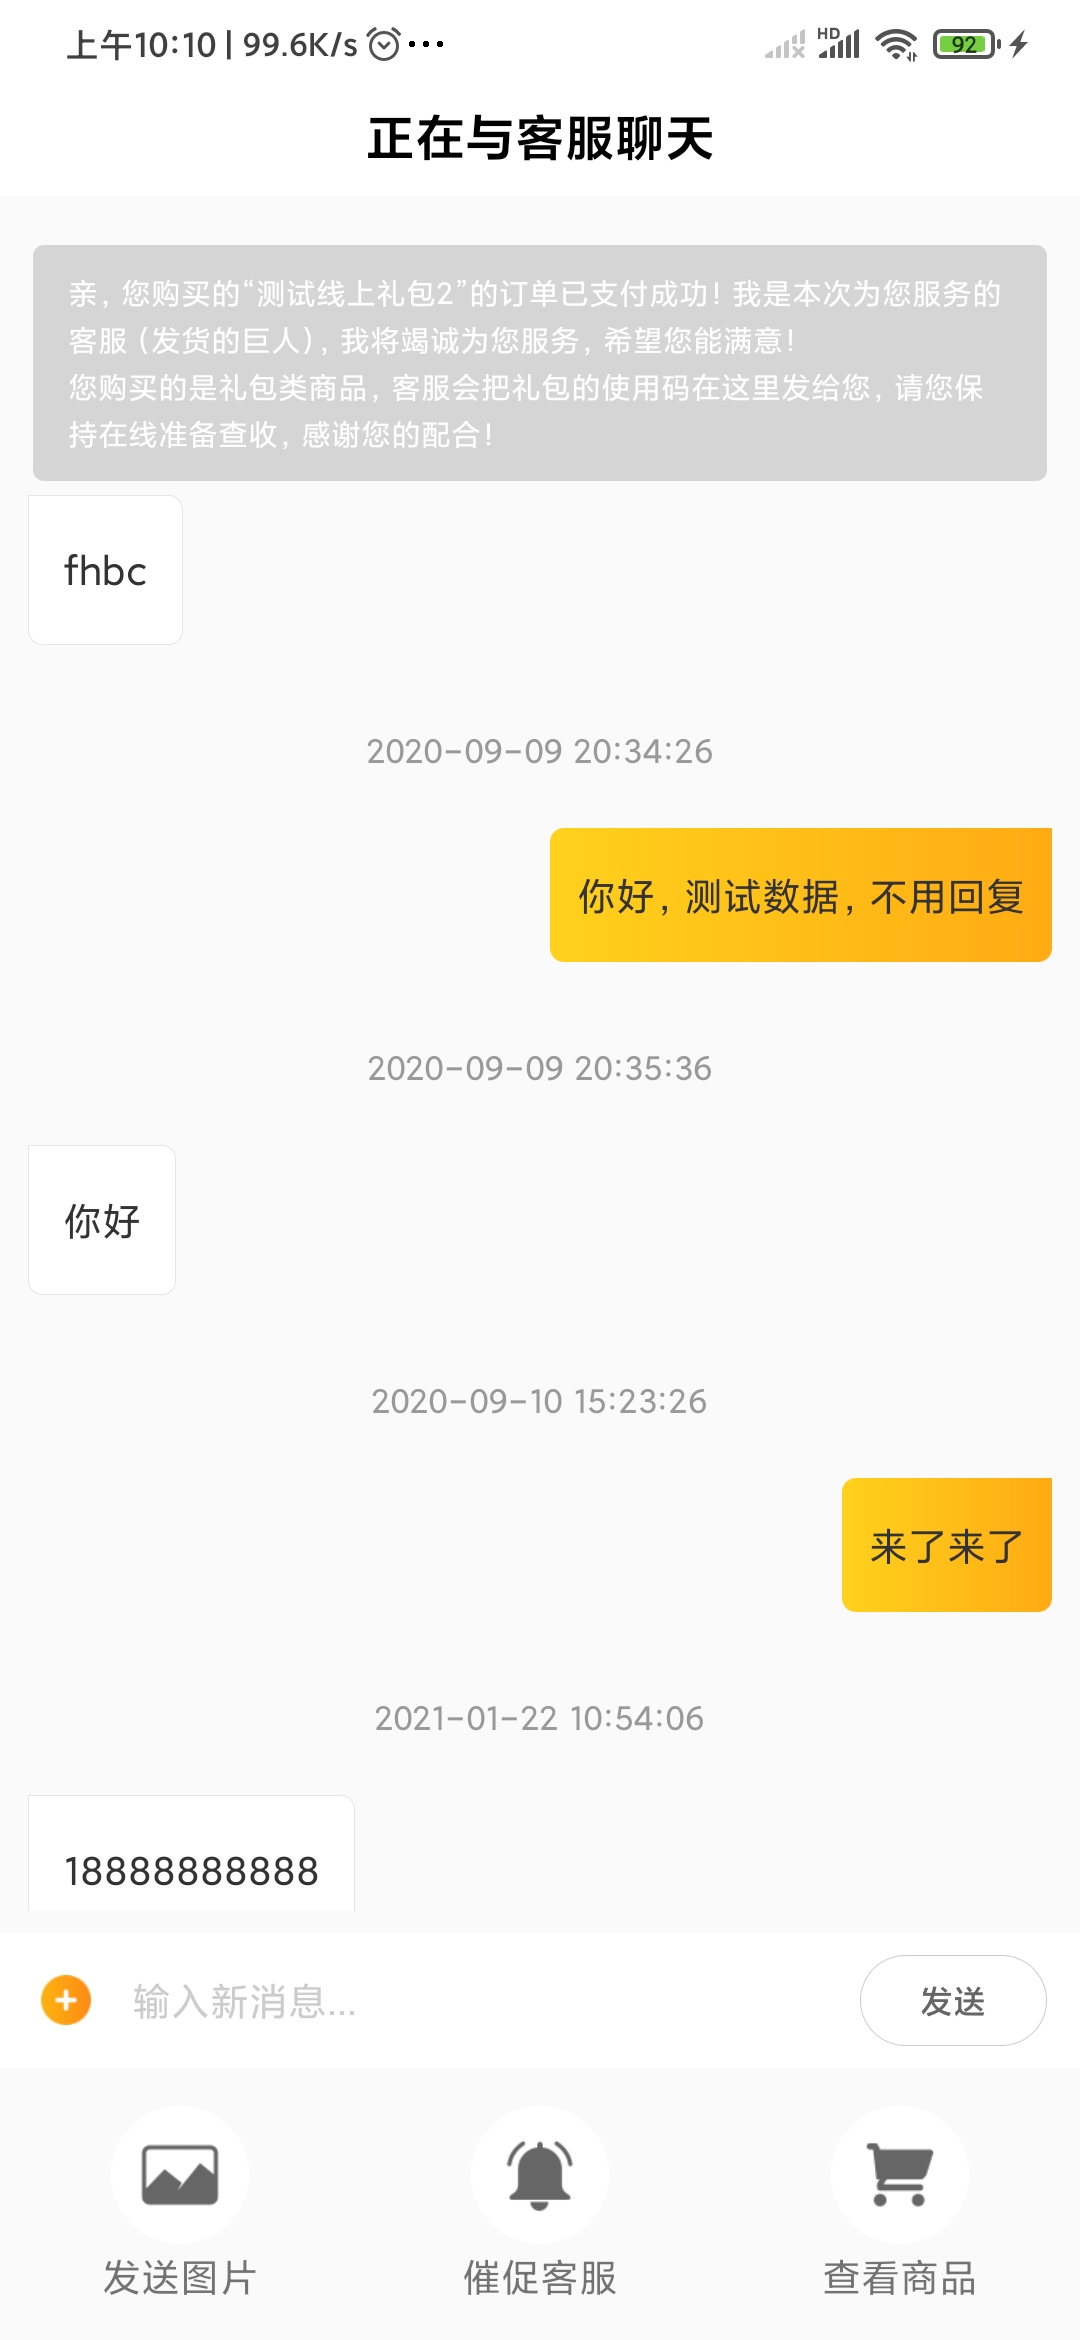 上午10:10 | 99.6K/s
HD
92
正在与客服聊天
亲，您购买的“测试线上礼包2”的订单已支付成功！我是本次为您服务的
客服（发货的巨人），我将竭诚为您服务，希望您能满意！
您购买的是礼包类商品，客服会把礼包的使用码在这里发给您，请您保
持在线准备查收，感谢您的配合！
fhbc
2020-09-09 20:34:26
你好，测试数据，不用回复
2020-09-09 20:35:36
你好
2020-09-10 15:23:26
来了来了
2021-01-22 10:54:06
18888888888
输入新消息...
发送
发送图片
催促客服
查看商品